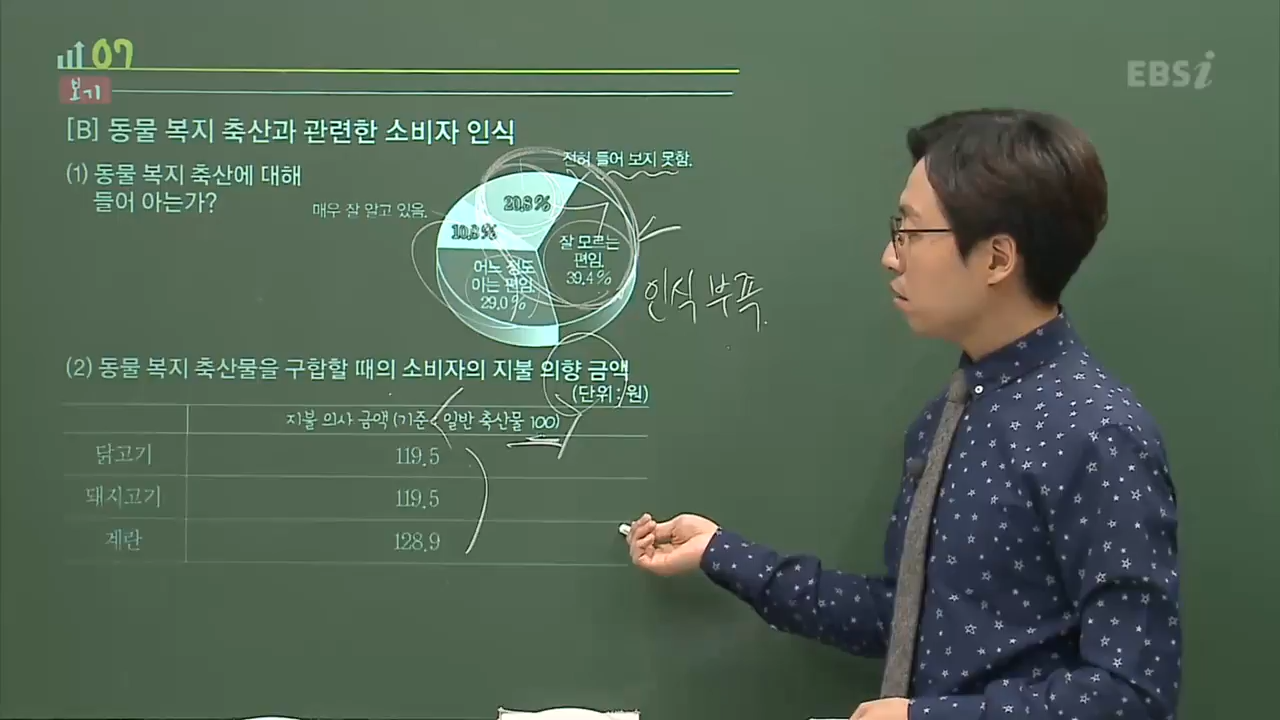 07
EBSi
보기
[B] 동물 복지 축산과 관련한 소비자 인식
(1) 동물 복지 축산에 대해
들어 아는가?
전혀 들어 보지 못함.
매우 잘 알고 있음.
20.8%
10.8%
잘 모르는
편임.
39.4%
어느 정도
아는 편임.
29.0%
인식 부족.
(2) 동물 복지 축산물을 구합할 때의 소비자의 지불 의향 금액
(단위 : 원)
지불 의사 금액 (기준 : 일반 축산물 100)
닭고기 119.5
돼지고기 119.5
계란 128.9